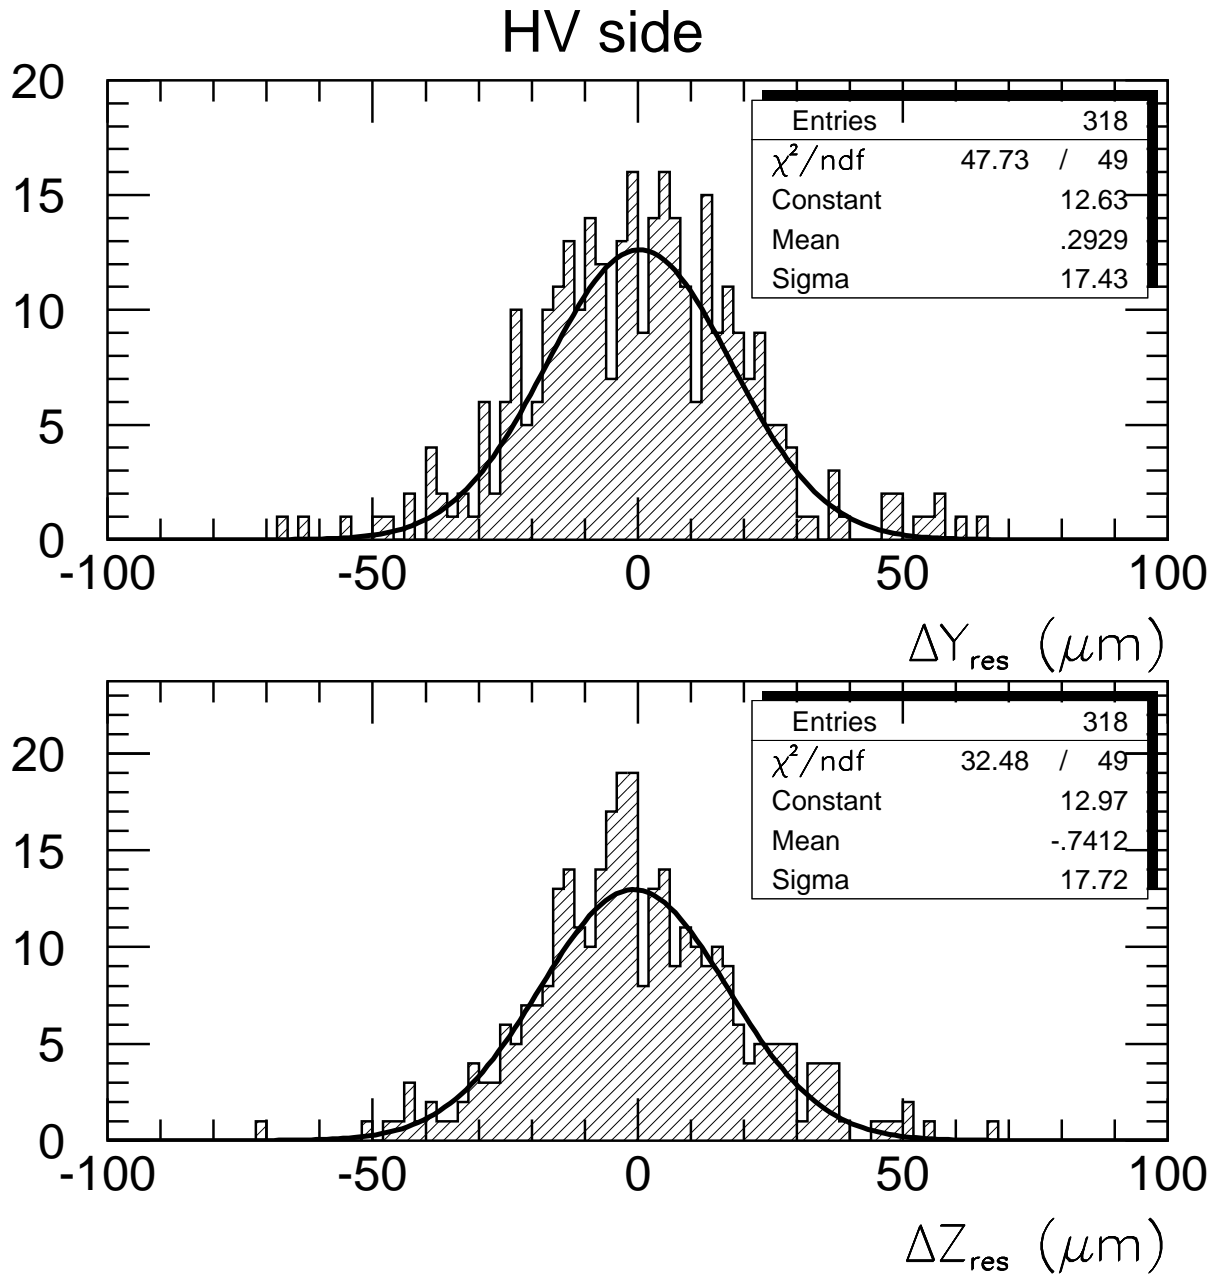 HV side
Entries 318
χ²/ndf 47.73 / 49
Constant 12.63
Mean .2929
Sigma 17.43
20
15
10
5
0
-100 -50 0 50 100
ΔY_res (μm)
Entries 318
χ²/ndf 32.48 / 49
Constant 12.97
Mean -.7412
Sigma 17.72
20
15
10
5
0
-100 -50 0 50 100
ΔZ_res (μm)